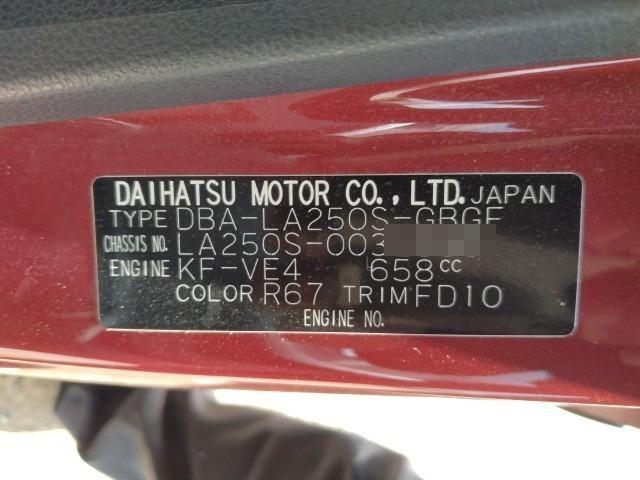 DAIHATSU MOTOR CO., LTD. JAPAN
TYPE DBA-LA250S-GBGF
CHASSIS NO. LA250S-003
ENGINE KF-VE4 658cc
COLOR R67 TRIM FD10
ENGINE NO.